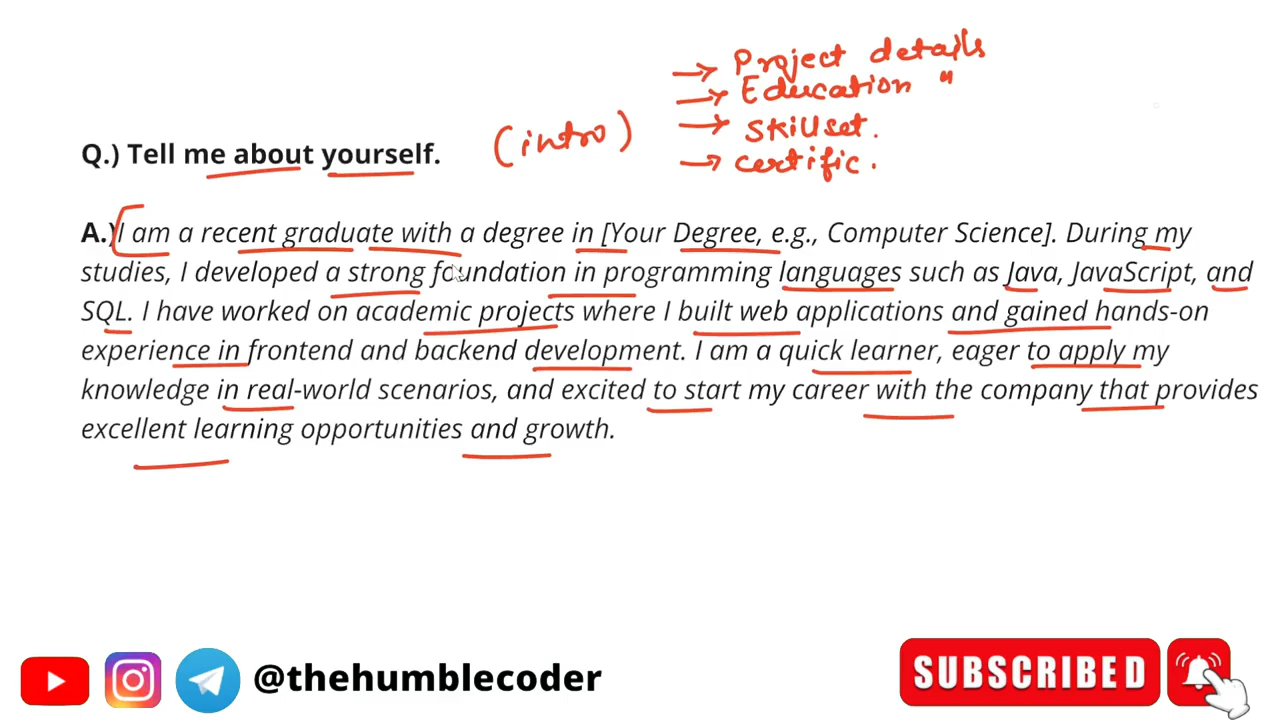 → Project details
→ Education "
→ Skillset.
→ certific.
Q.) Tell me about yourself. (intro)
A.) I am a recent graduate with a degree in [Your Degree, e.g., Computer Science]. During my
studies, I developed a strong foundation in programming languages such as Java, JavaScript, and
SQL. I have worked on academic projects where I built web applications and gained hands-on
experience in frontend and backend development. I am a quick learner, eager to apply my
knowledge in real-world scenarios, and excited to start my career with the company that provides
excellent learning opportunities and growth.
@thehumblecoder
SUBSCRIBED